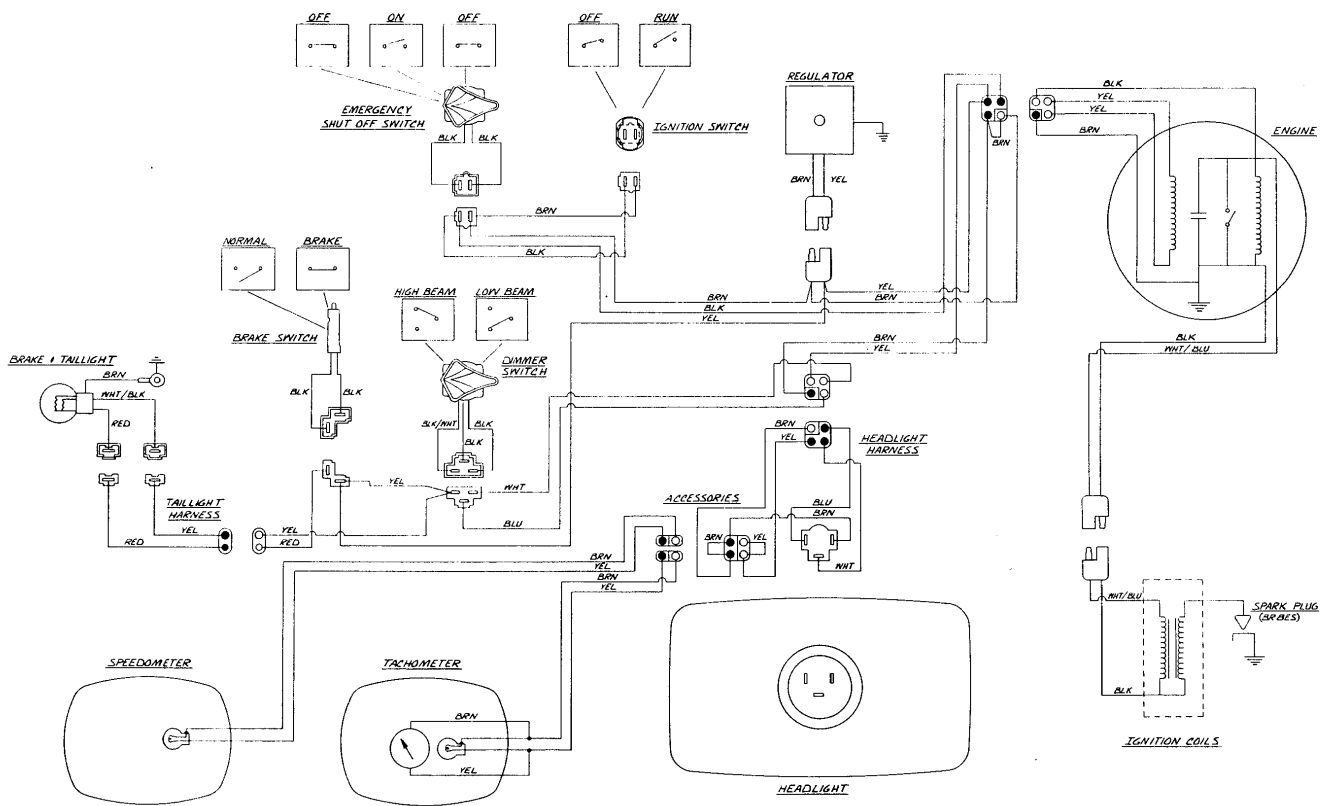 OFF
ON
OFF
OFF
RUN
EMERGENCY
SHUT OFF SWITCH
BLK
BLK
IGNITION SWITCH
REGULATOR
BRN
YEL
BRN
BLK
YEL
YEL
BRN
ENGINE
BRN
BLK
NORMAL
BRAKE
BRAKE SWITCH
BLK
BLK
HIGH BEAM
LOW BEAM
DIMMER
SWITCH
BLK/WHT
BLK
BLK
BRN
BLK
YEL
YEL
BRN
BRN
YEL
BLK
WHT/BLU
BRAKE & TAILLIGHT
BRN
WHT/BLK
RED
TAILLIGHT
HARNESS
YEL
RED
YEL
RED
YEL
WHT
BLU
BRN
YEL
HEADLIGHT
HARNESS
ACCESSORIES
BLU
BRN
BRN
YEL
WHT
BRN
YEL
BRN
YEL
WHT/BLU
BLK
SPARK PLUG
(BR8ES)
IGNITION COILS
SPEEDOMETER
TACHOMETER
BRN
YEL
HEADLIGHT